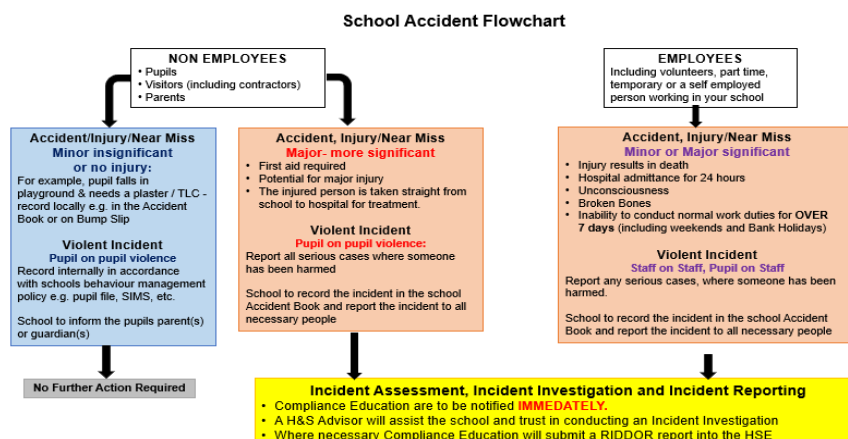 School Accident Flowchart
NON EMPLOYEES
• Pupils
• Visitors (including contractors)
• Parents
EMPLOYEES
Including volunteers, part time,
temporary or a self employed
person working in your school
Accident/Injury/Near Miss
Minor insignificant
or no injury:
For example, pupil falls in
playground & needs a plaster / TLC -
record locally e.g. in the Accident
Book or on Bump Slip
Violent Incident
Pupil on pupil violence
Record internally in accordance
with schools behaviour management
policy e.g. pupil file, SIMS, etc.
School to inform the pupils parent(s)
or guardian(s)
No Further Action Required
Accident, Injury/Near Miss
Major- more significant
• First aid required
• Potential for major injury
• The injured person is taken straight from
school to hospital for treatment.
Violent Incident
Pupil on pupil violence:
Report all serious cases where someone
has been harmed
School to record the incident in the school
Accident Book and report the incident to all
necessary people
Accident, Injury/Near Miss
Minor or Major significant
• Injury results in death
• Hospital admittance for 24 hours
• Unconsciousness
• Broken Bones
• Inability to conduct normal work duties for OVER
7 days (including weekends and Bank Holidays)
Violent Incident
Staff on Staff, Pupil on Staff
Report any serious cases, where someone has been
harmed.
School to record the incident in the school Accident
Book and report the incident to all necessary people
Incident Assessment, Incident Investigation and Incident Reporting
• Compliance Education are to be notified IMMEDATELY.
• A H&S Advisor will assist the school and trust in conducting an Incident Investigation
• Where necessary Compliance Education will submit a RIDDOR report into the HSE